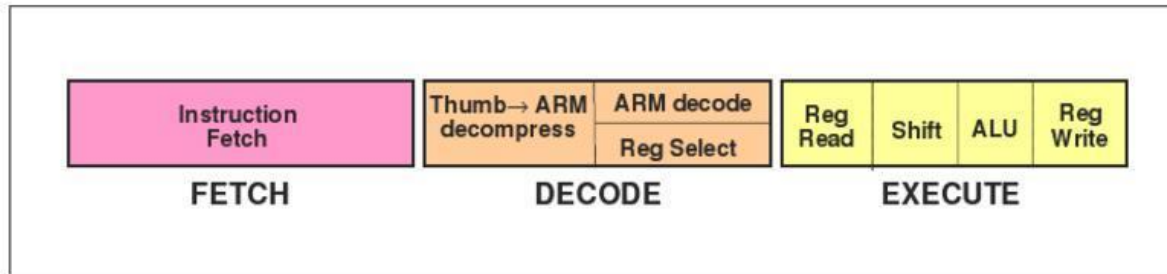 Instruction
Fetch
Thumb→ ARM
decompress
ARM decode
Reg Select
Reg
Read
Shift
ALU
Reg
Write
FETCH
DECODE
EXECUTE